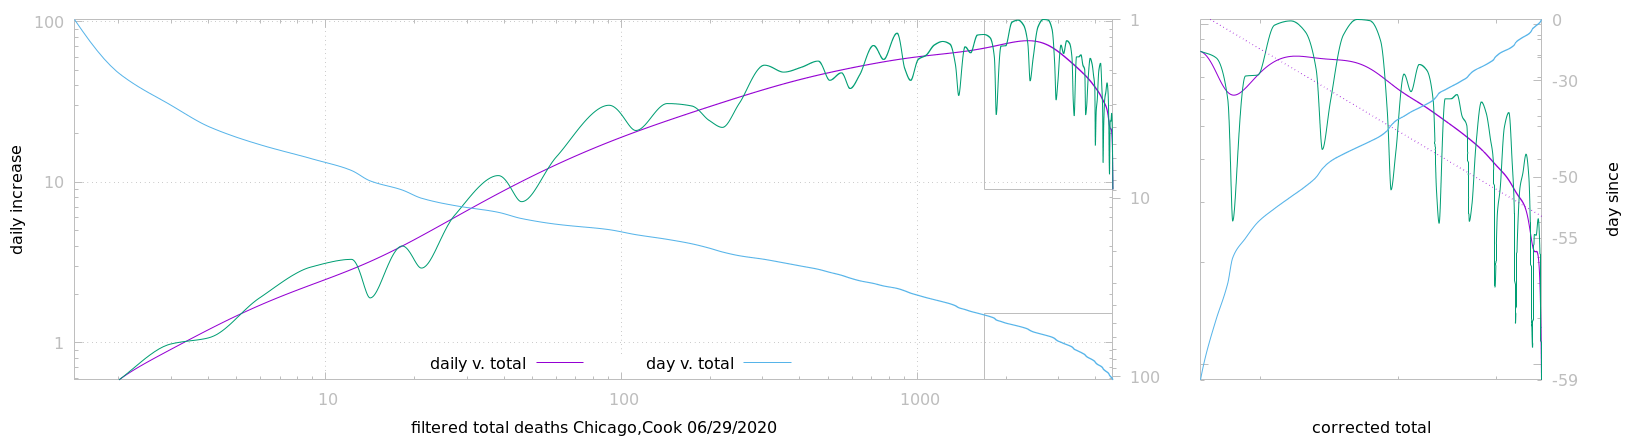 100
10
1
daily increase
10
100
1000
filtered total deaths Chicago,Cook 06/29/2020
daily v. total
day v. total
1
10
100
corrected total
0
-30
-50
-55
-59
day since